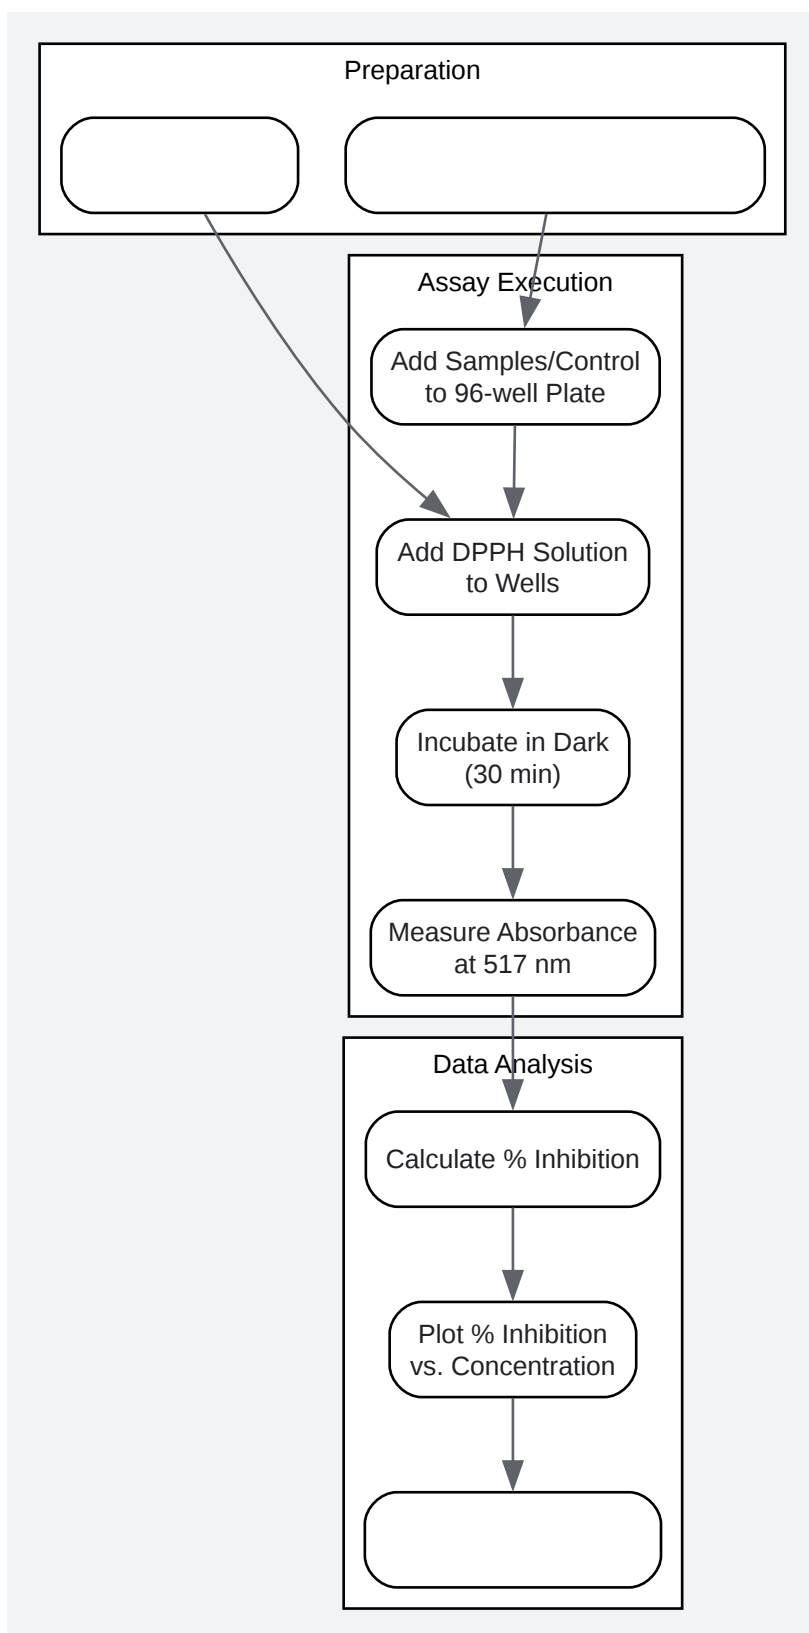 Preparation
Assay Execution
Add Samples/Control
to 96-well Plate
Add DPPH Solution
to Wells
Incubate in Dark
(30 min)
Measure Absorbance
at 517 nm
Data Analysis
Calculate % Inhibition
Plot % Inhibition
vs. Concentration